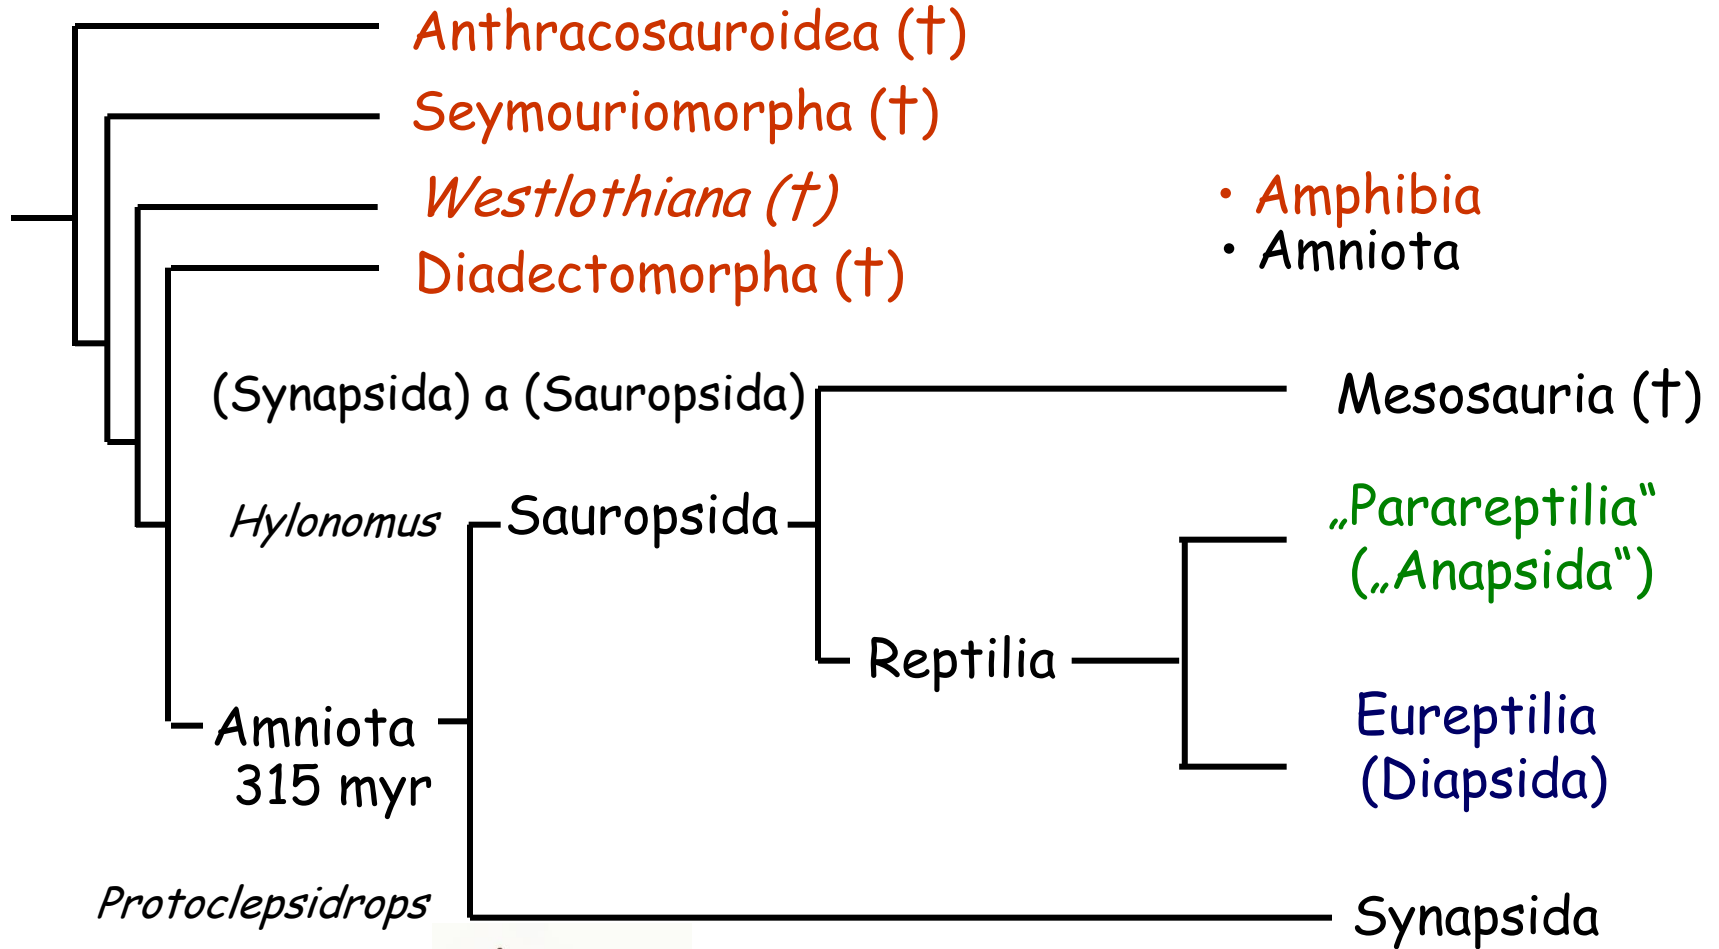 Anthracosauroidea (†)
Seymouriomorpha (†)
Westlothiana (†)
Diadectomorpha (†)
• Amphibia
• Amniota
(Synapsida) a (Sauropsida)
Mesosauria (†)
Hylonomus
Sauropsida
„Parareptilia“
(„Anapsida“)
Reptilia
Eureptilia
(Diapsida)
Amniota
315 myr
Protoclepsidrops
Synapsida